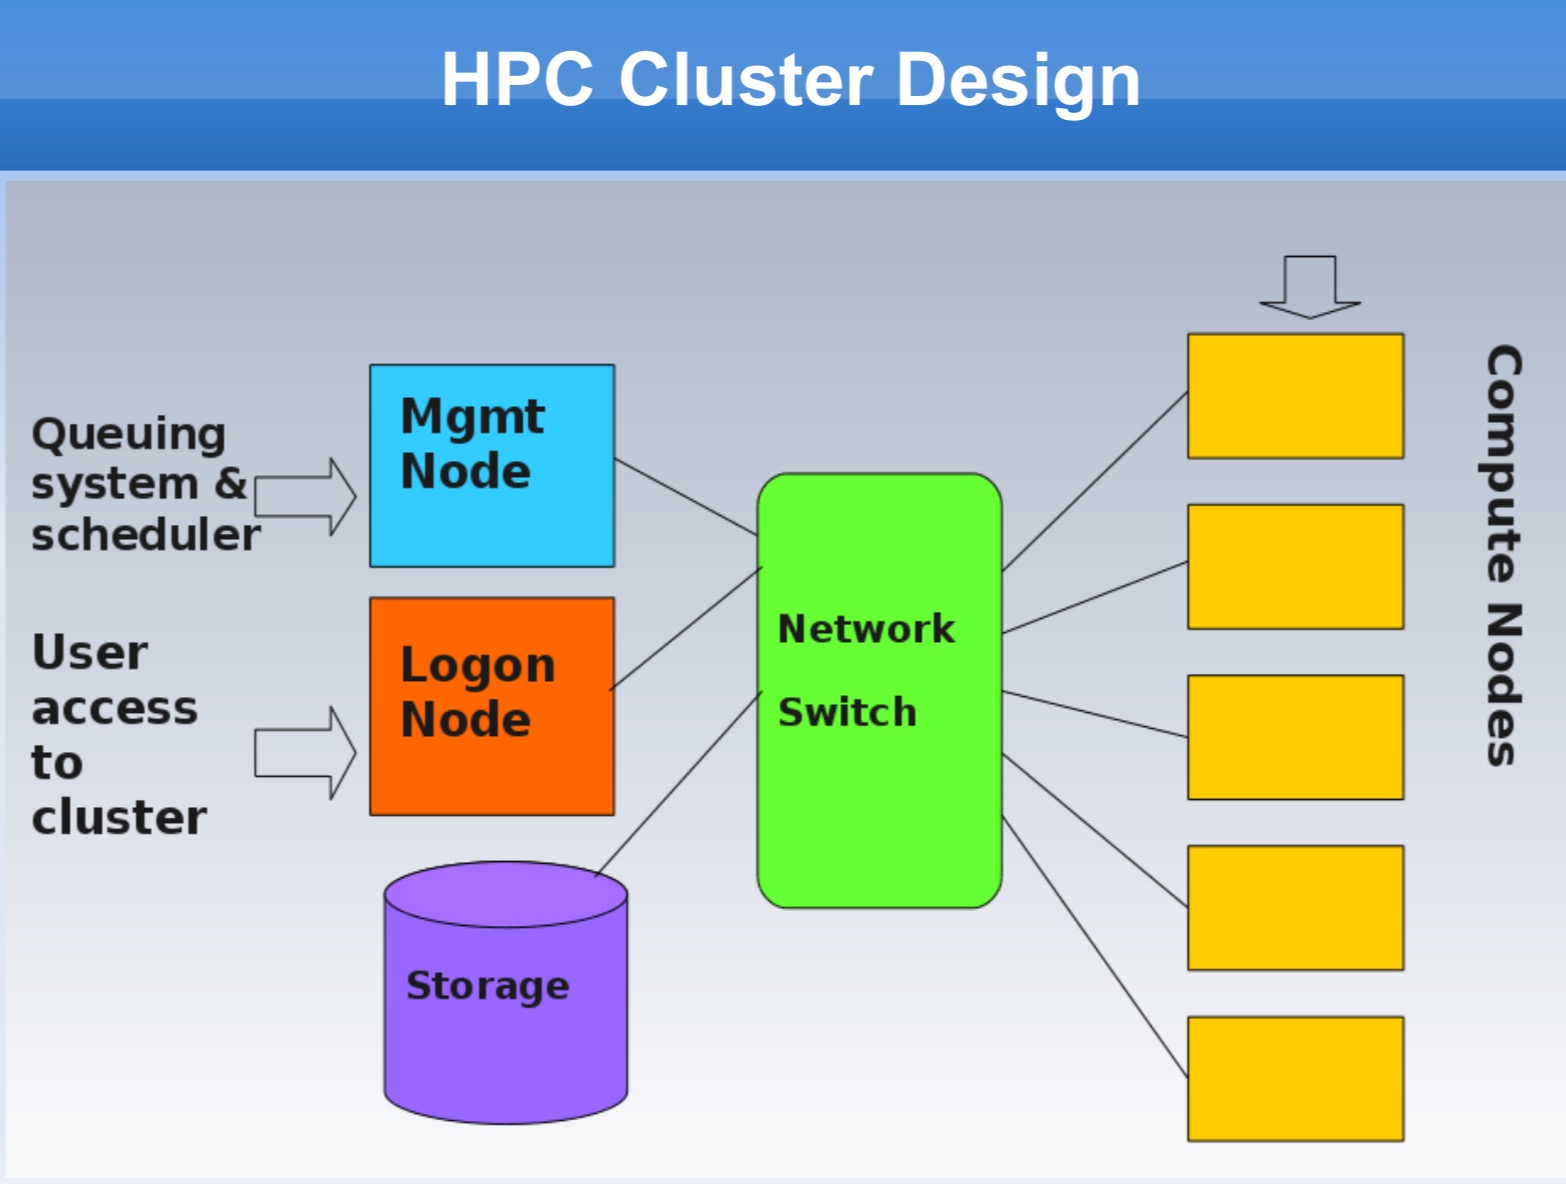 HPC Cluster Design
Queuing
system &
scheduler
Mgmt
Node
User
access
to
cluster
Logon
Node
Storage
Network
Switch
Compute Nodes